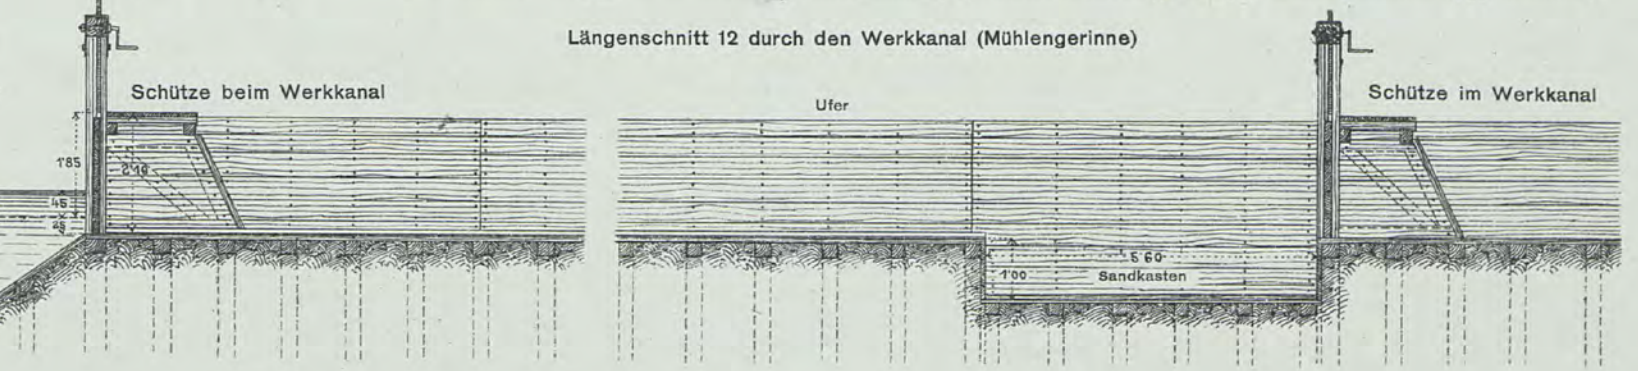 Längenschnitt 12 durch den Werkkanal (Mühlengerinne)
Schütze beim Werkkanal
Ufer
Schütze im Werkkanal
1'85
2'10
45
5'60
1'00
Sandkasten